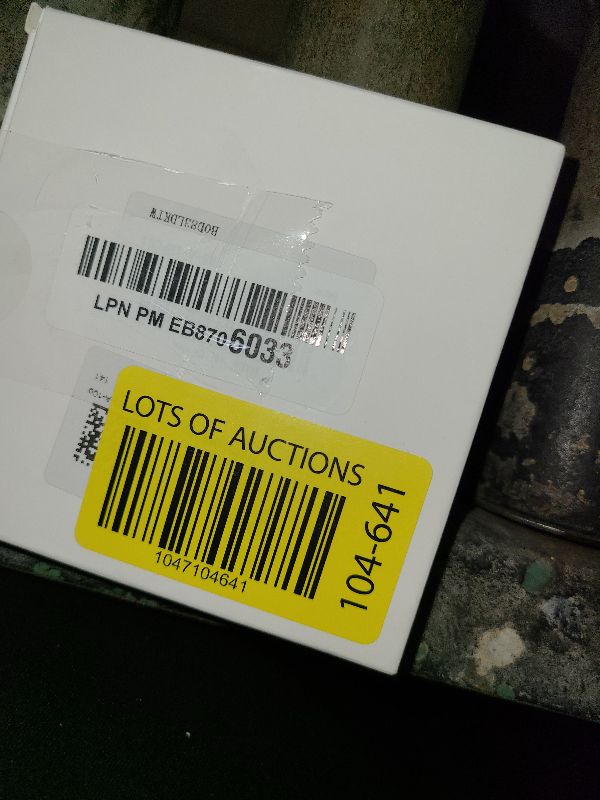 LPN PM EB8706033
LOTS OF AUCTIONS
1047104641
104-641